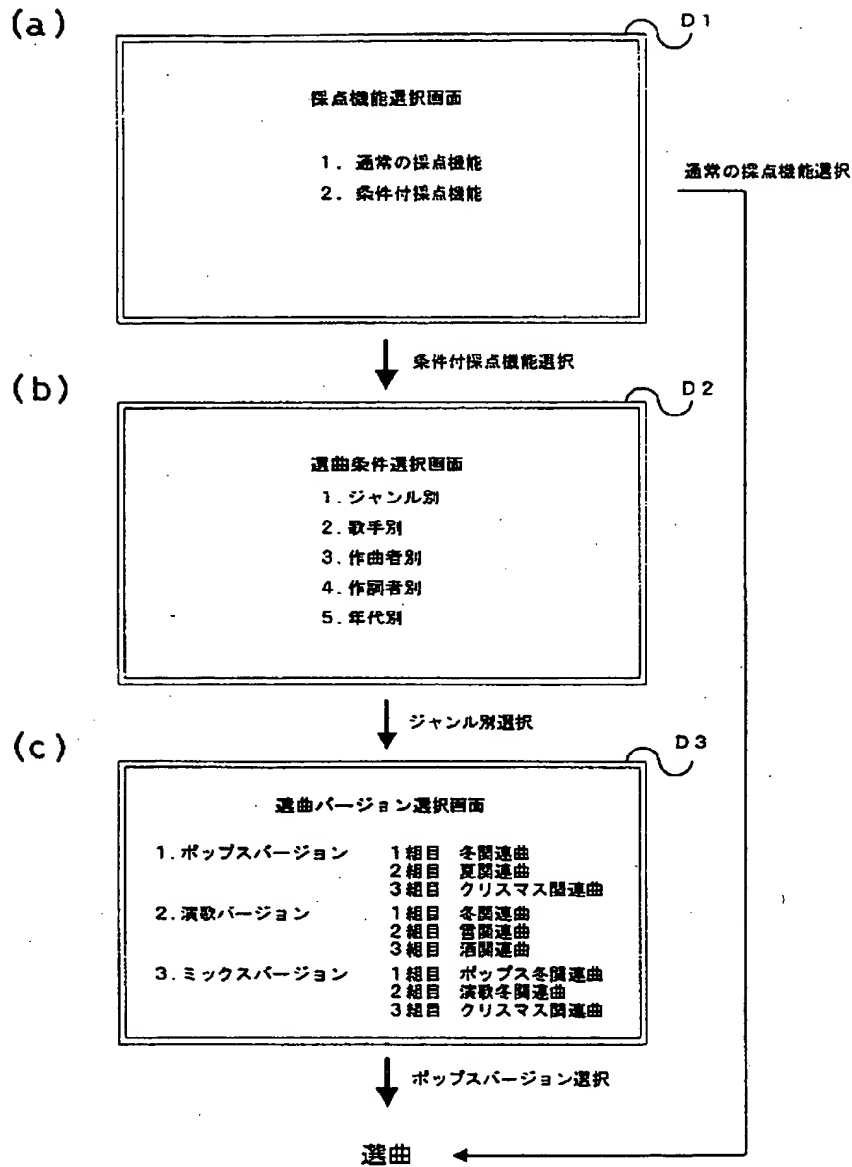 (a)
D1
採点機能選択画面
1. 通常の採点機能
2. 条件付採点機能
通常の採点機能選択
条件付採点機能選択
(b)
D2
選曲条件選択画面
1.ジャンル別
2.歌手別
3.作曲者別
4.作詞者別
5.年代別
ジャンル別選択
(c)
D3
選曲バージョン選択画面
1.ポップスバージョン 1組目 冬関連曲
2組目 夏関連曲
3組目 クリスマス関連曲
2.演歌バージョン 1組目 冬関連曲
2組目 雪関連曲
3組目 酒関連曲
3.ミックスバージョン 1組目 ポップス冬関連曲
2組目 演歌冬関連曲
3組目 クリスマス関連曲
ポップスバージョン選択
選曲